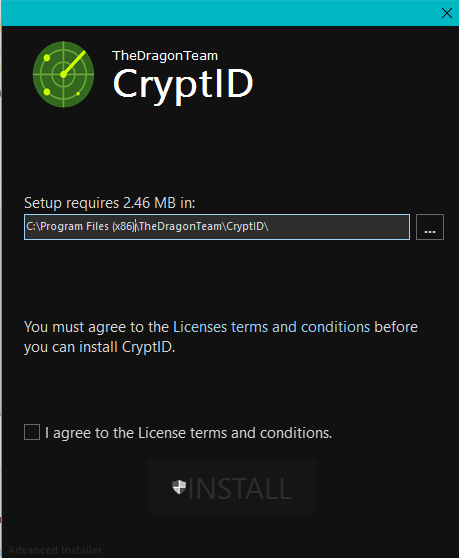 TheDragonTeam
CryptID
Setup requires 2.46 MB in:
C:\Program Files (x86)\TheDragonTeam\CryptID\
...
You must agree to the Licenses terms and conditions before
you can install CryptID.
I agree to the License terms and conditions.
INSTALL
Advanced Installer